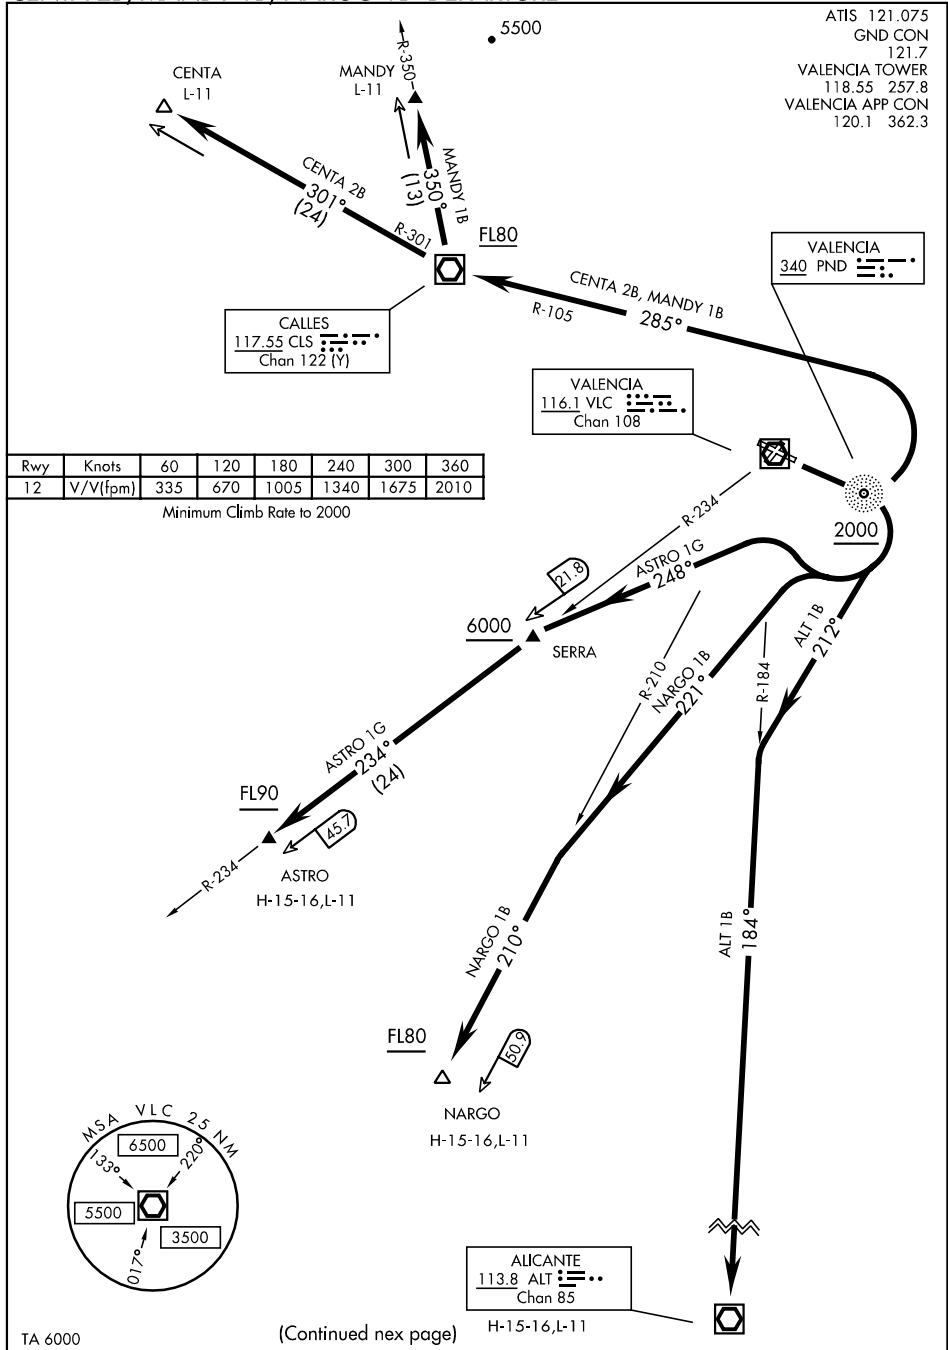 ATIS 121.075
GND CON
121.7
VALENCIA TOWER
118.55 257.8
VALENCIA APP CON
120.1 362.3
5500
R-350
CENTA
L-11
MANDY
L-11
CENTA 2B
301°
(24)
R-301
MANDY 1B
350°
(13)
FL80
CALLES
117.55 CLS
Chan 122 (Y)
CENTA 2B, MANDY 1B
285°
R-105
VALENCIA
340 PND
VALENCIA
116.1 VLC
Chan 108
Rwy Knots 60 120 180 240 300 360
12 V/V(fpm) 335 670 1005 1340 1675 2010
Minimum Climb Rate to 2000
2000
R-234
ASTRO 1G
248°
21.8
6000
SERRA
ALT 1B
212°
R-210
NARGO 1B
221°
R-184
ASTRO 1G
234°
(24)
FL90
45.7
R-234
ASTRO
H-15-16,L-11
NARGO 1B
210°
ALT 1B
184°
FL80
50.9
NARGO
H-15-16,L-11
MSA VLC 25 NM
6500
133°
220°
5500
3500
017°
ALICANTE
113.8 ALT
Chan 85
H-15-16,L-11
TA 6000
(Continued nex page)